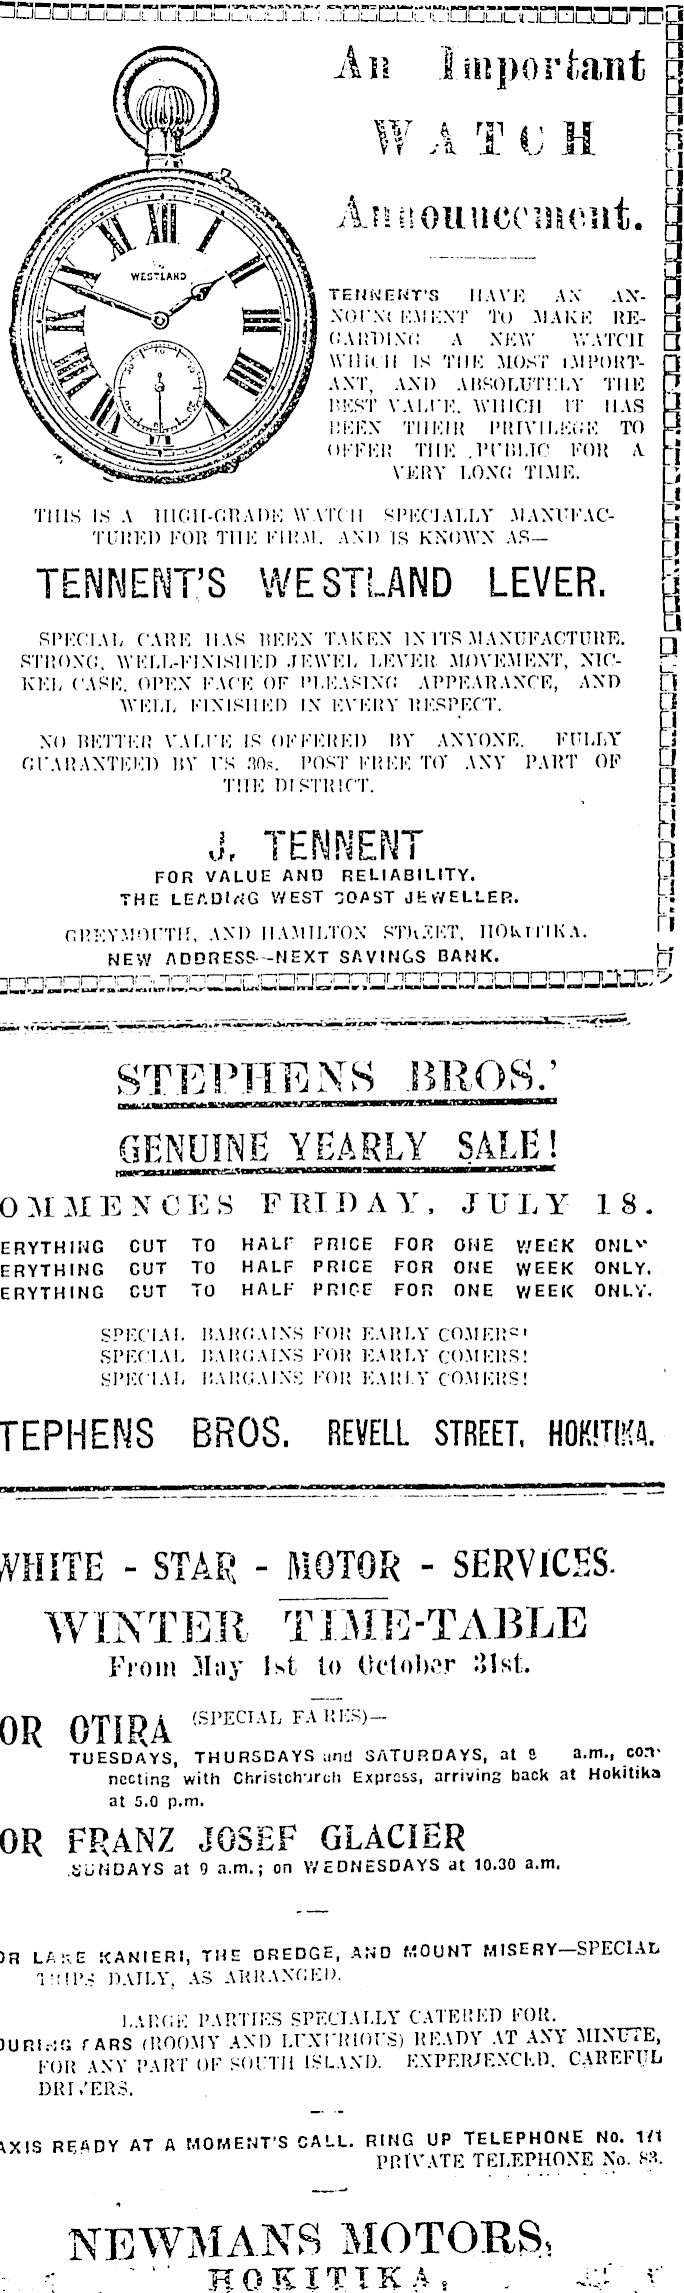 An Important
WATCH
Announcement.
WESTLAND
TENNENT'S HAVE AN AN-
NOUNCEMENT TO MAKE RE-
GARDING A NEW WATCH
WHICH IS THE MOST IMPORT-
ANT, AND ABSOLUTELY THE
BEST VALUE, WHICH IT HAS
BEEN THEIR PRIVILEGE TO
OFFER THE PUBLIC FOR A
VERY LONG TIME.
THIS IS A HIGH-GRADE WATCH SPECIALLY MANUFAC-
TURED FOR THE FIRM, AND IS KNOWN AS—
TENNENT'S WESTLAND LEVER.
SPECIAL CARE HAS BEEN TAKEN IN ITS MANUFACTURE.
STRONG, WELL-FINISHED JEWEL LEVER MOVEMENT, NIC-
KEL CASE, OPEN FACE OF PLEASING APPEARANCE, AND
WELL FINISHED IN EVERY RESPECT.
NO BETTER VALUE IS OFFERED BY ANYONE. FULLY
GUARANTEED BY US 30s. POST FREE TO ANY PART OF
THE DISTRICT.
J. TENNENT
FOR VALUE AND RELIABILITY.
THE LEADING WEST COAST JEWELLER.
GREYMOUTH, AND HAMILTON STREET, HOKITIKA.
NEW ADDRESS—NEXT SAVINGS BANK.
STEPHENS BROS.'
GENUINE YEARLY SALE!
OMMENCES FRIDAY, JULY 18.
ERYTHING CUT TO HALF PRICE FOR ONE WEEK ONLY
ERYTHING CUT TO HALF PRICE FOR ONE WEEK ONLY.
ERYTHING CUT TO HALF PRICE FOR ONE WEEK ONLY.
SPECIAL BARGAINS FOR EARLY COMERS!
SPECIAL BARGAINS FOR EARLY COMERS!
SPECIAL BARGAINS FOR EARLY COMERS!
TEPHENS BROS. REVELL STREET, HOKITIKA.
WHITE - STAR - MOTOR - SERVICES.
WINTER TIME-TABLE
From May 1st to October 31st.
OR OTIRA (SPECIAL FARES)—
TUESDAYS, THURSDAYS and SATURDAYS, at a.m., con-
necting with Christchurch Express, arriving back at Hokitika
at 5.0 p.m.
OR FRANZ JOSEF GLACIER
SUNDAYS at 9 a.m.; on WEDNESDAYS at 10.30 a.m.
OR LAKE KANIERI, THE DREDGE, AND MOUNT MISERY—SPECIAL
TRIPS DAILY, AS ARRANGED.
LARGE PARTIES SPECIALLY CATERED FOR.
OURING CARS (ROOMY AND LUXURIOUS) READY AT ANY MINUTE,
FOR ANY PART OF SOUTH ISLAND. EXPERIENCED, CAREFUL
DRIVERS.
AXIS READY AT A MOMENT'S CALL. RING UP TELEPHONE No.
PRIVATE TELEPHONE No. 83.
NEWMANS MOTORS,
HOKITIKA,